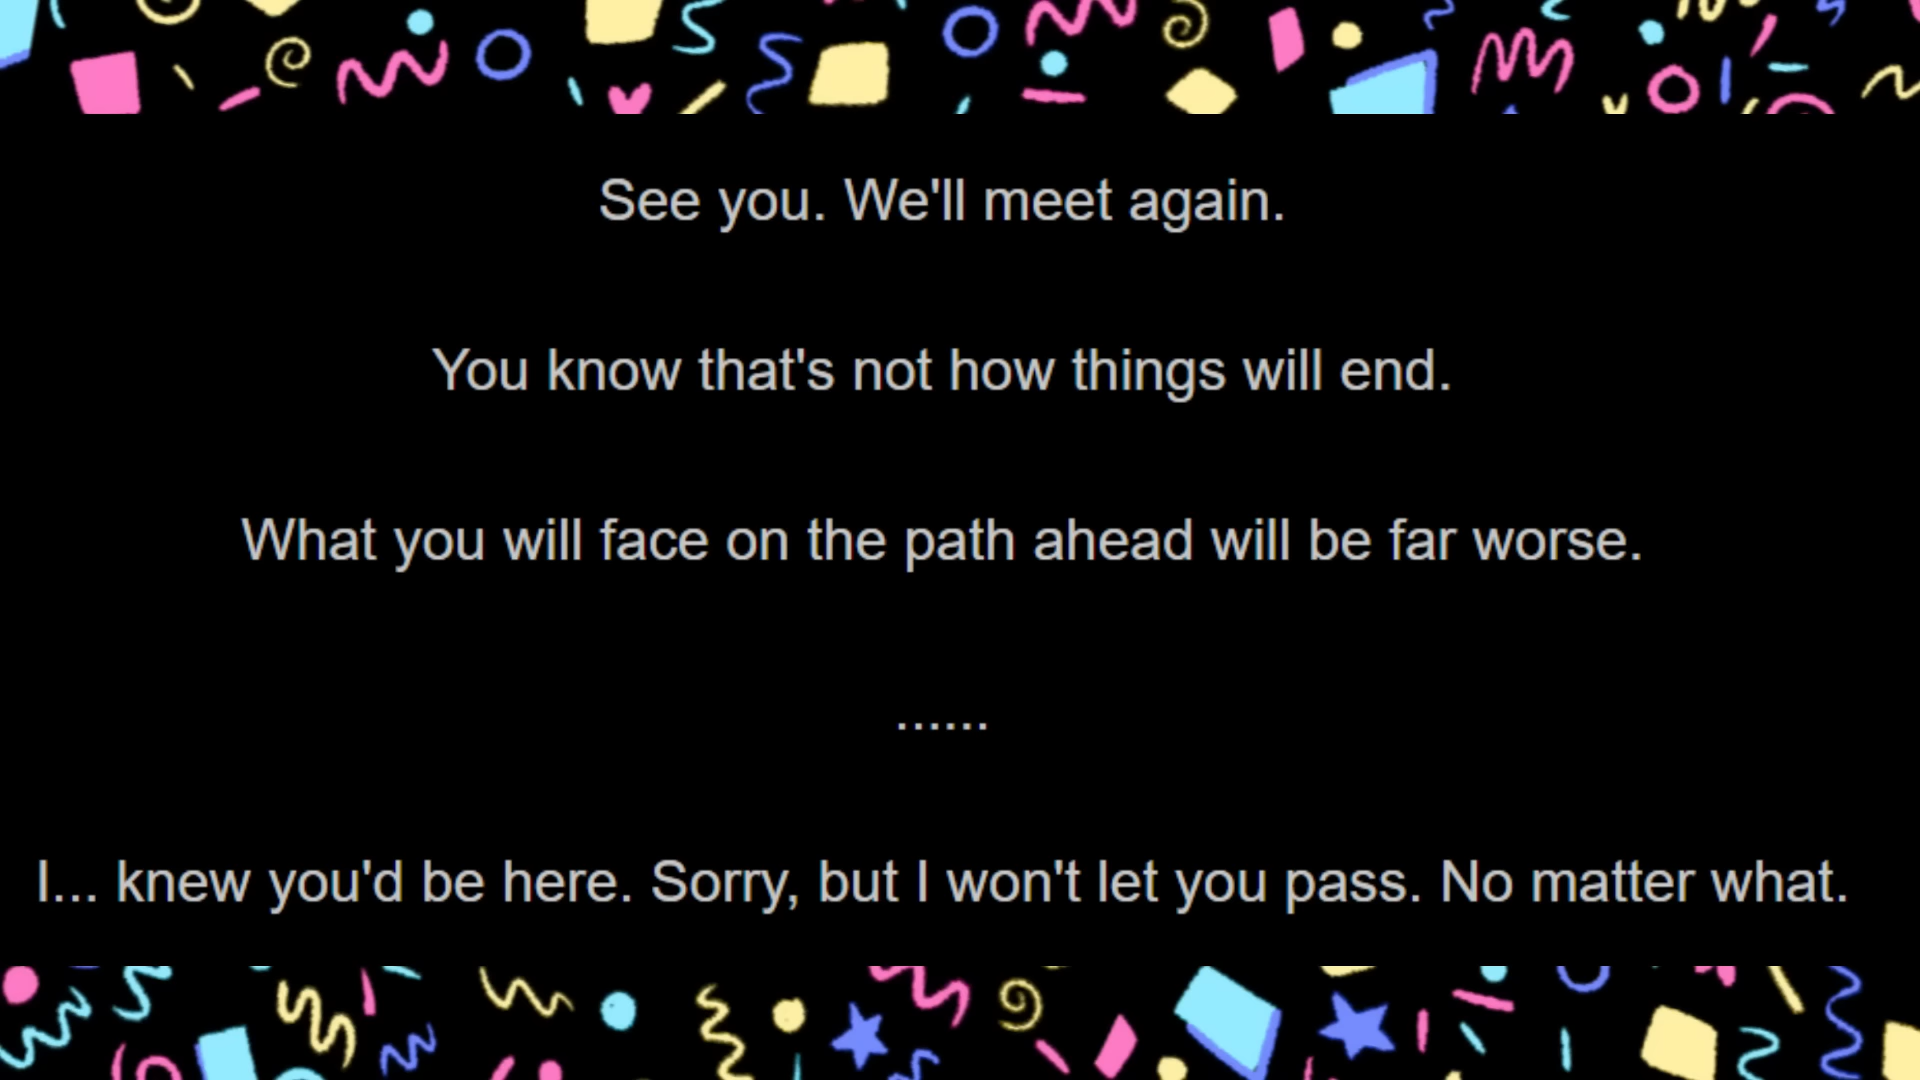 See you. We'll meet again.
You know that's not how things will end.
What you will face on the path ahead will be far worse.
......
I... knew you'd be here. Sorry, but I won't let you pass. No matter what.